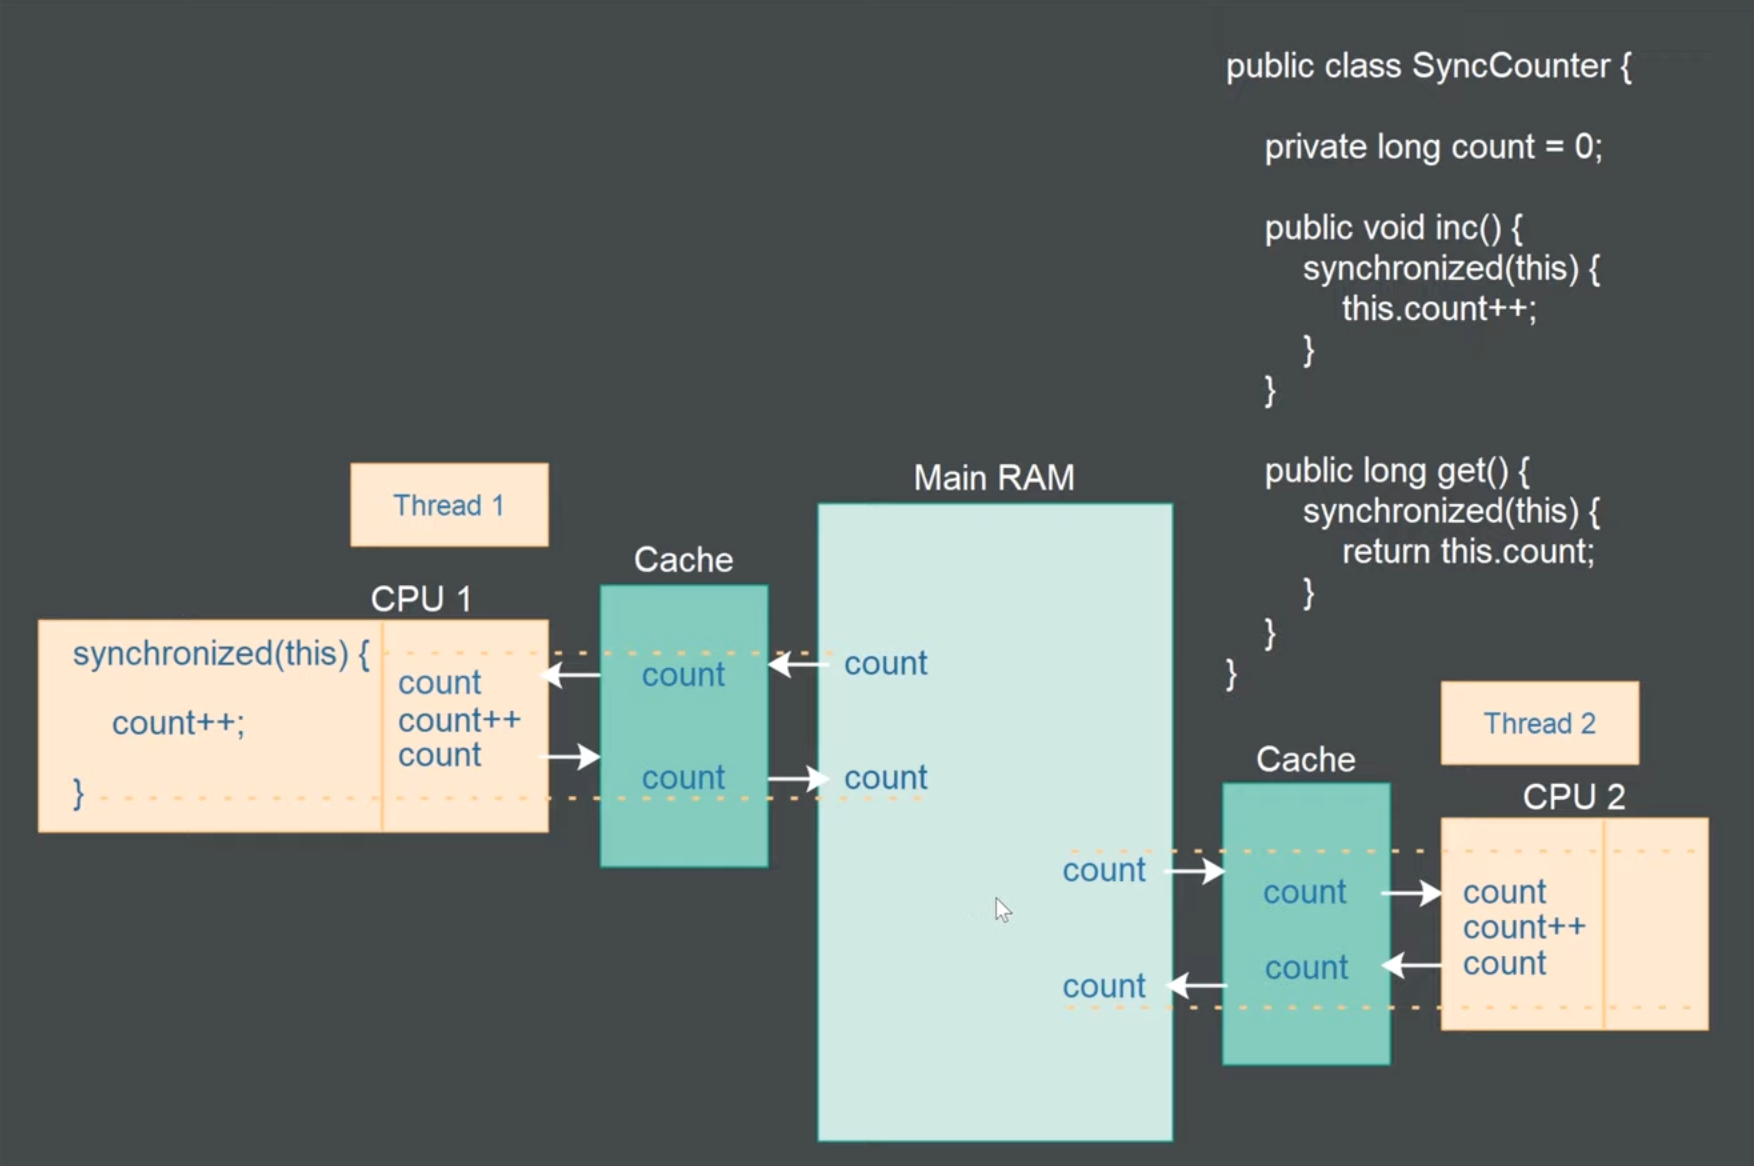 public class SyncCounter {
private long count = 0;
public void inc() {
synchronized(this) {
this.count++;
}
}
public long get() {
synchronized(this) {
return this.count;
}
}
}
Thread 1
CPU 1
synchronized(this) {
count++;
}
count
count++
count
Cache
count
count
Main RAM
count
count
count
count
Cache
count
count
Thread 2
CPU 2
count
count++
count